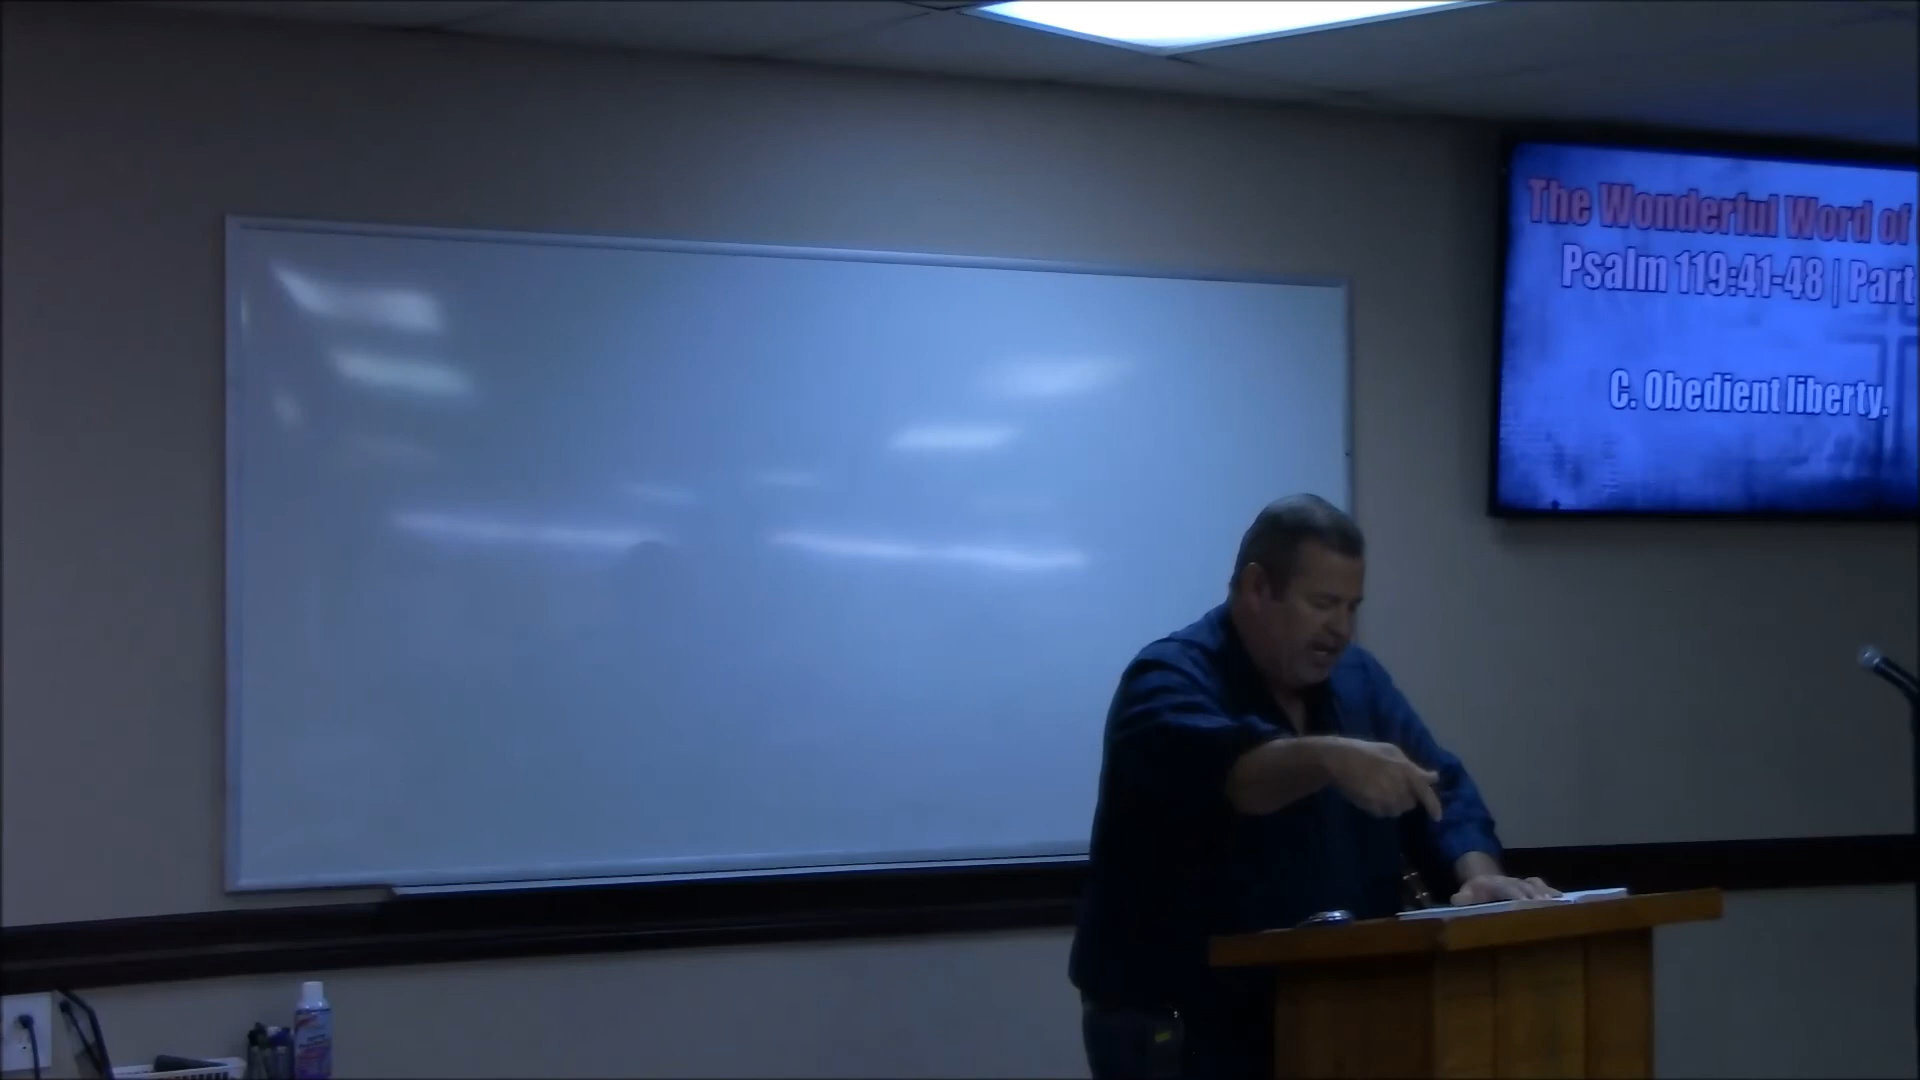 The Wonderful Word of
Psalm 119:41-48 | Part
C. Obedient liberty.